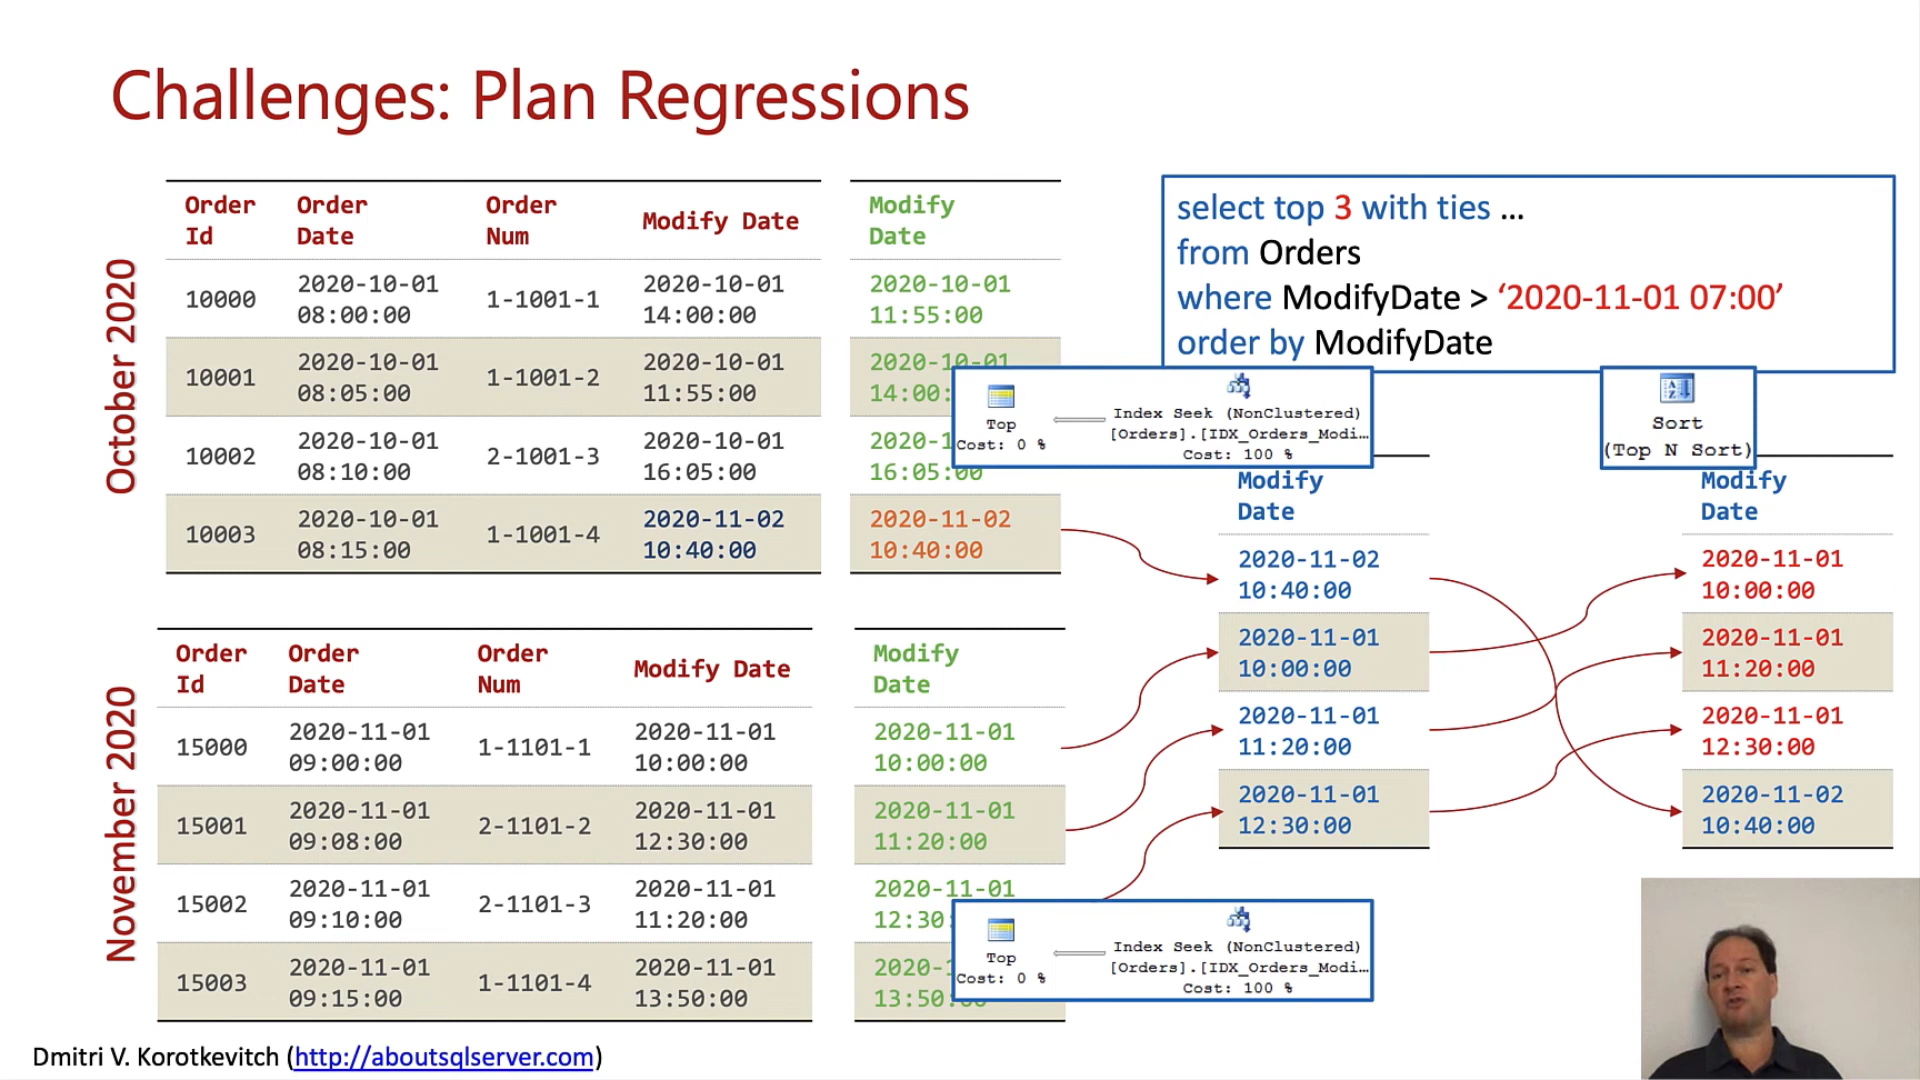 Challenges: Plan Regressions
October 2020
Order Id
Order Date
Order Num
Modify Date
10000
2020-10-01 08:00:00
1-1001-1
2020-10-01 14:00:00
10001
2020-10-01 08:05:00
1-1001-2
2020-10-01 11:55:00
10002
2020-10-01 08:10:00
2-1001-3
2020-10-01 16:05:00
10003
2020-10-01 08:15:00
1-1001-4
2020-11-02 10:40:00
Modify Date
2020-10-01 11:55:00
2020-10-01 14:00:
2020-1 16:05:00
2020-11-02 10:40:00
select top 3 with ties …
from Orders
where ModifyDate > ‘2020-11-01 07:00’
order by ModifyDate
Top
Cost: 0 %
Index Seek (NonClustered)
[Orders].[IDX_Orders_Modi…
Cost: 100 %
Sort
(Top N Sort)
Modify Date
2020-11-02 10:40:00
2020-11-01 10:00:00
2020-11-01 11:20:00
2020-11-01 12:30:00
Modify Date
2020-11-01 10:00:00
2020-11-01 11:20:00
2020-11-01 12:30:00
2020-11-02 10:40:00
November 2020
Order Id
Order Date
Order Num
Modify Date
15000
2020-11-01 09:00:00
1-1101-1
2020-11-01 10:00:00
15001
2020-11-01 09:08:00
2-1101-2
2020-11-01 12:30:00
15002
2020-11-01 09:10:00
2-1101-3
2020-11-01 11:20:00
15003
2020-11-01 09:15:00
1-1101-4
2020-11-01 13:50:00
Modify Date
2020-11-01 10:00:00
2020-11-01 11:20:00
2020-11-01 12:30
2020-1 13:50:00
Top
Cost: 0 %
Index Seek (NonClustered)
[Orders].[IDX_Orders_Modi…
Cost: 100 %
Dmitri V. Korotkevitch (http://aboutsqlserver.com)